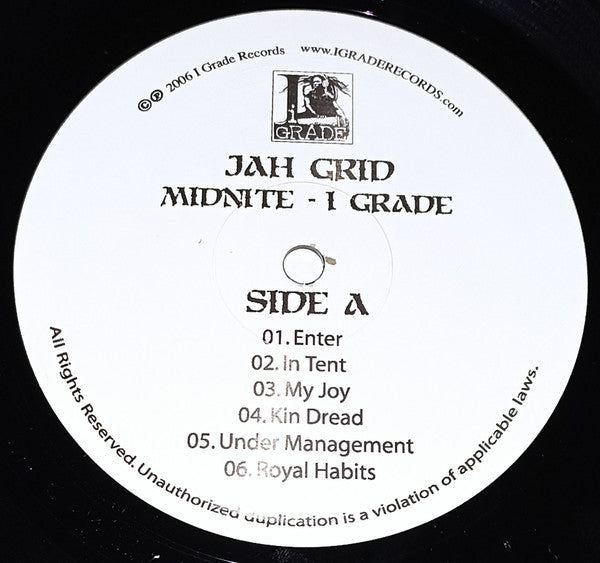 © ℗ 2006 I Grade Records www.IGRADERECORDS.com
I
GRADE
JAH GRID
MIDNITE - I GRADE
SIDE A
01. Enter
02. In Tent
03. My Joy
04. Kin Dread
05. Under Management
06. Royal Habits
All Rights Reserved. Unauthorized duplication is a violation of applicable laws.